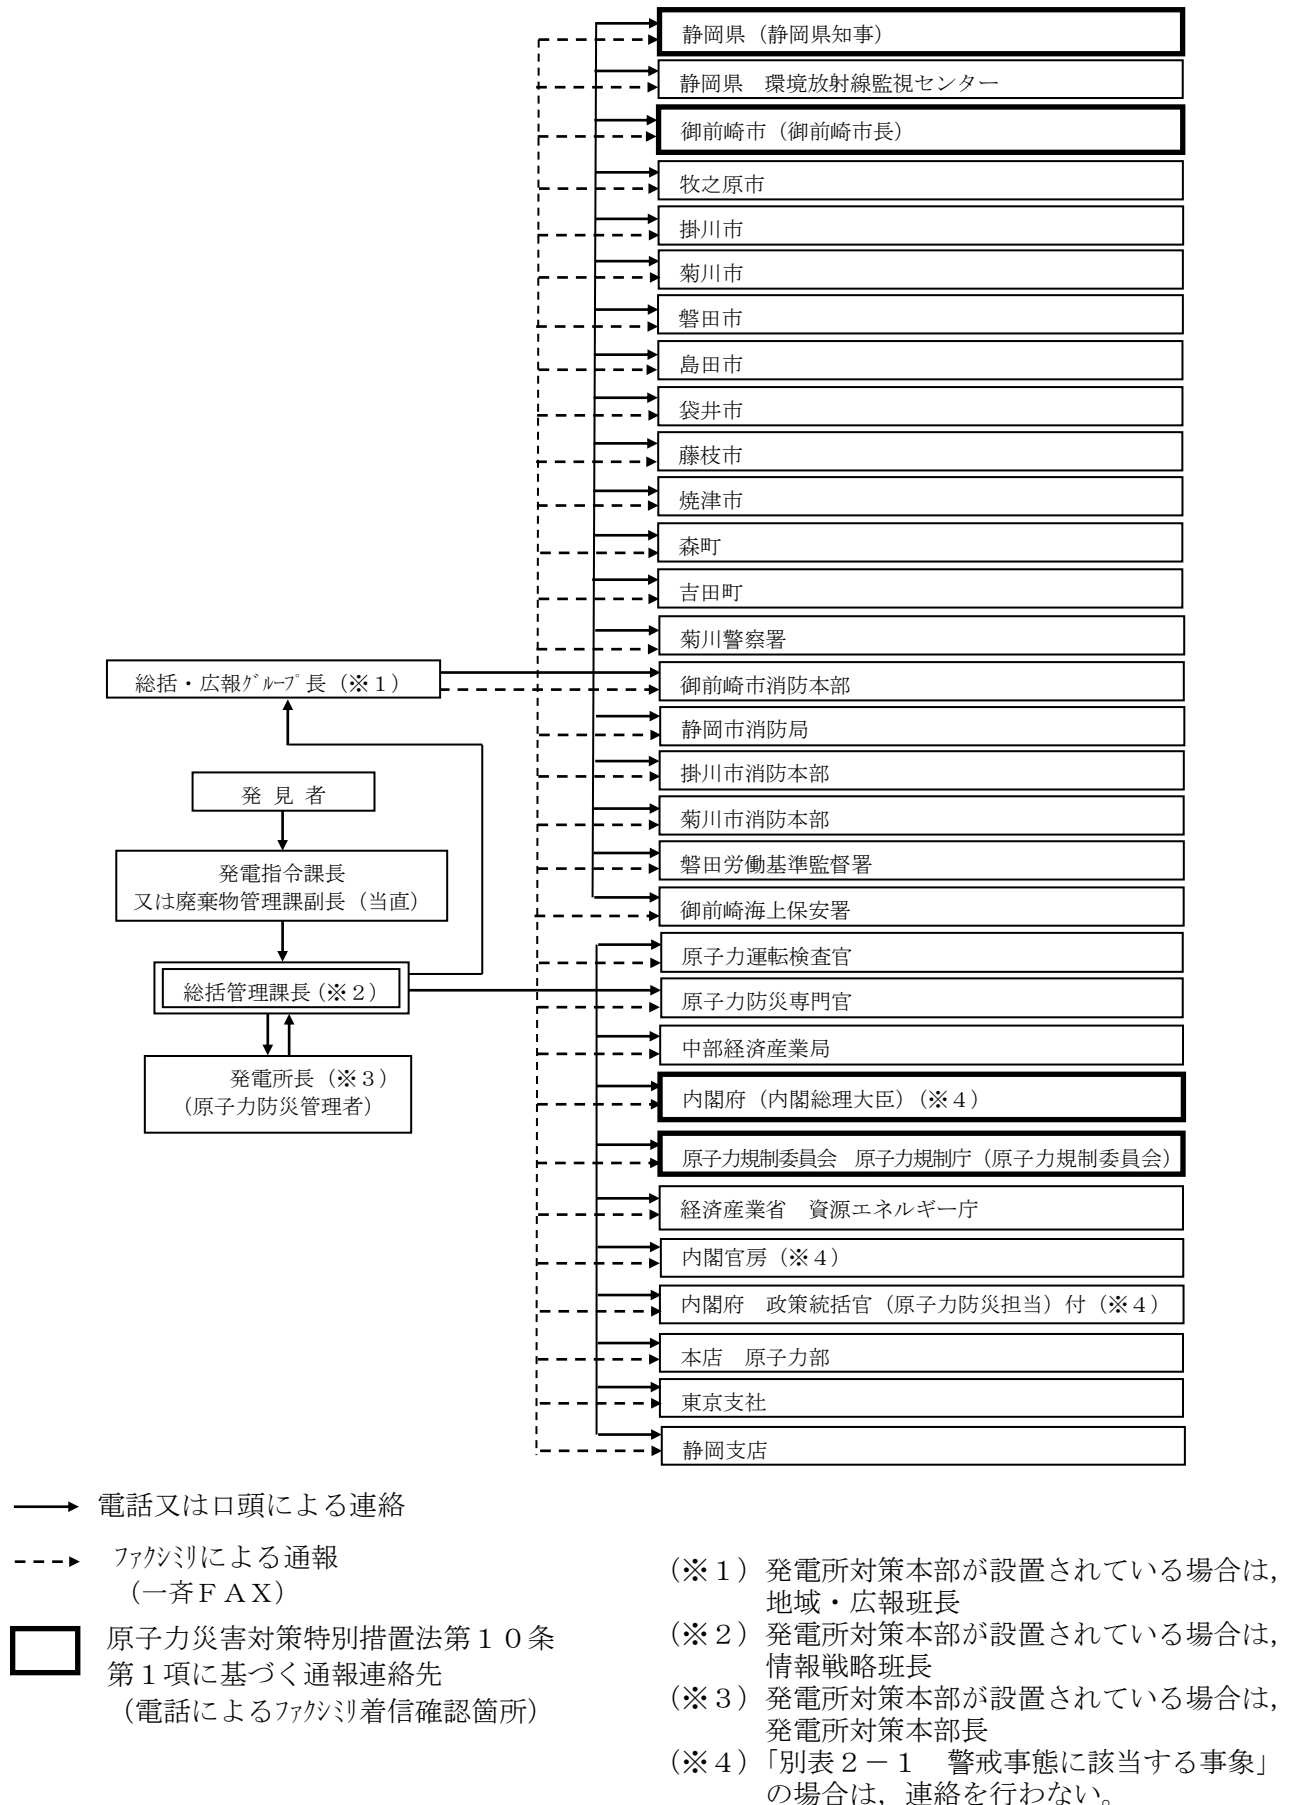 静岡県（静岡県知事）
静岡県　環境放射線監視センター
御前崎市（御前崎市長）
牧之原市
掛川市
菊川市
磐田市
島田市
袋井市
藤枝市
焼津市
森町
吉田町
菊川警察署
御前崎市消防本部
静岡市消防局
掛川市消防本部
菊川市消防本部
磐田労働基準監督署
御前崎海上保安署
原子力運転検査官
原子力防災専門官
中部経済産業局
内閣府（内閣総理大臣）（※４）
原子力規制委員会　原子力規制庁（原子力規制委員会）
経済産業省　資源エネルギー庁
内閣官房（※４）
内閣府　政策統括官（原子力防災担当）付（※４）
本店　原子力部
東京支社
静岡支店
総括・広報ｸﾞﾙｰﾌﾟ長（※１）
発 見 者
発電指令課長
又は廃棄物管理課副長（当直）
総括管理課長（※２）
発電所長（※３）
（原子力防災管理者）
電話又は口頭による連絡
ﾌｧｸｼﾐﾘによる通報
（一斉ＦＡＸ）
原子力災害対策特別措置法第１０条
第１項に基づく通報連絡先
（電話によるﾌｧｸｼﾐﾘ着信確認箇所）
（※１）発電所対策本部が設置されている場合は，
地域・広報班長
（※２）発電所対策本部が設置されている場合は，
情報戦略班長
（※３）発電所対策本部が設置されている場合は，
発電所対策本部長
（※４）「別表２－１　警戒事態に該当する事象」
の場合は，連絡を行わない。